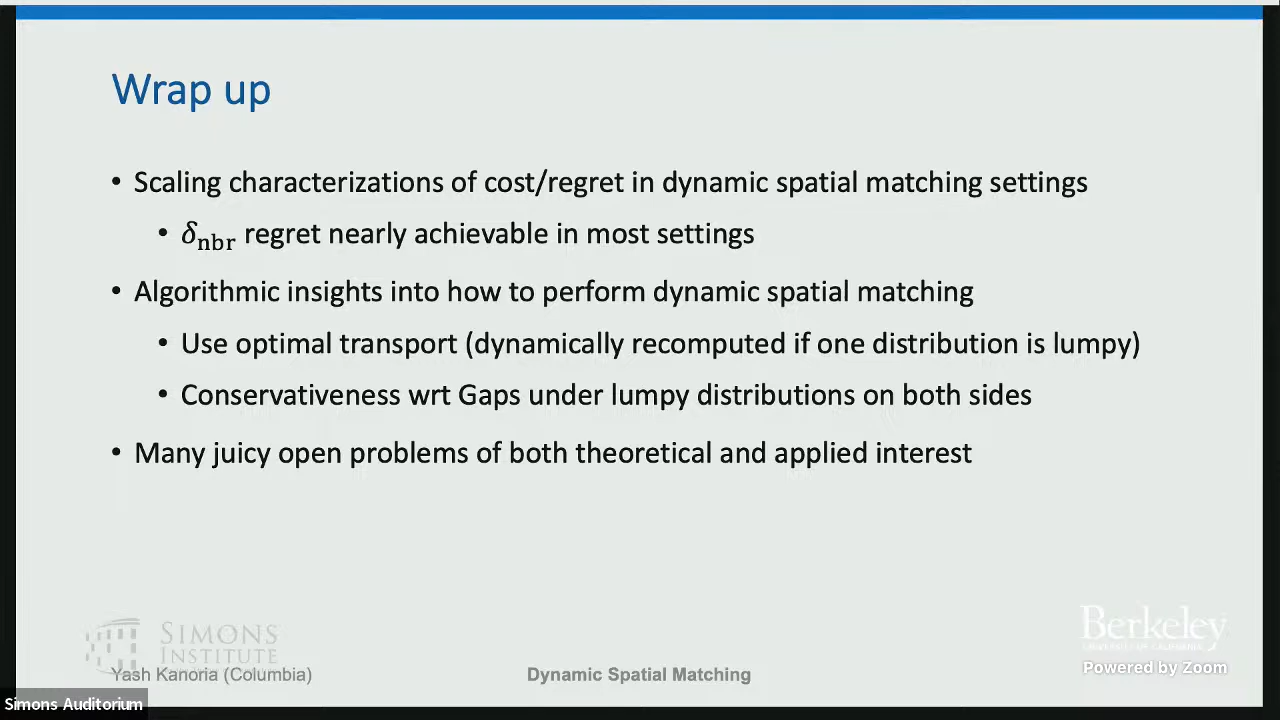 Wrap up
• Scaling characterizations of cost/regret in dynamic spatial matching settings
• δnbr regret nearly achievable in most settings
• Algorithmic insights into how to perform dynamic spatial matching
• Use optimal transport (dynamically recomputed if one distribution is lumpy)
• Conservativeness wrt Gaps under lumpy distributions on both sides
• Many juicy open problems of both theoretical and applied interest
SIMONS
INSTITUTE
Yash Kanoria (Columbia)
Dynamic Spatial Matching
Berkeley
UNIVERSITY OF CALIFORNIA
Powered by Zoom
Simons Auditorium